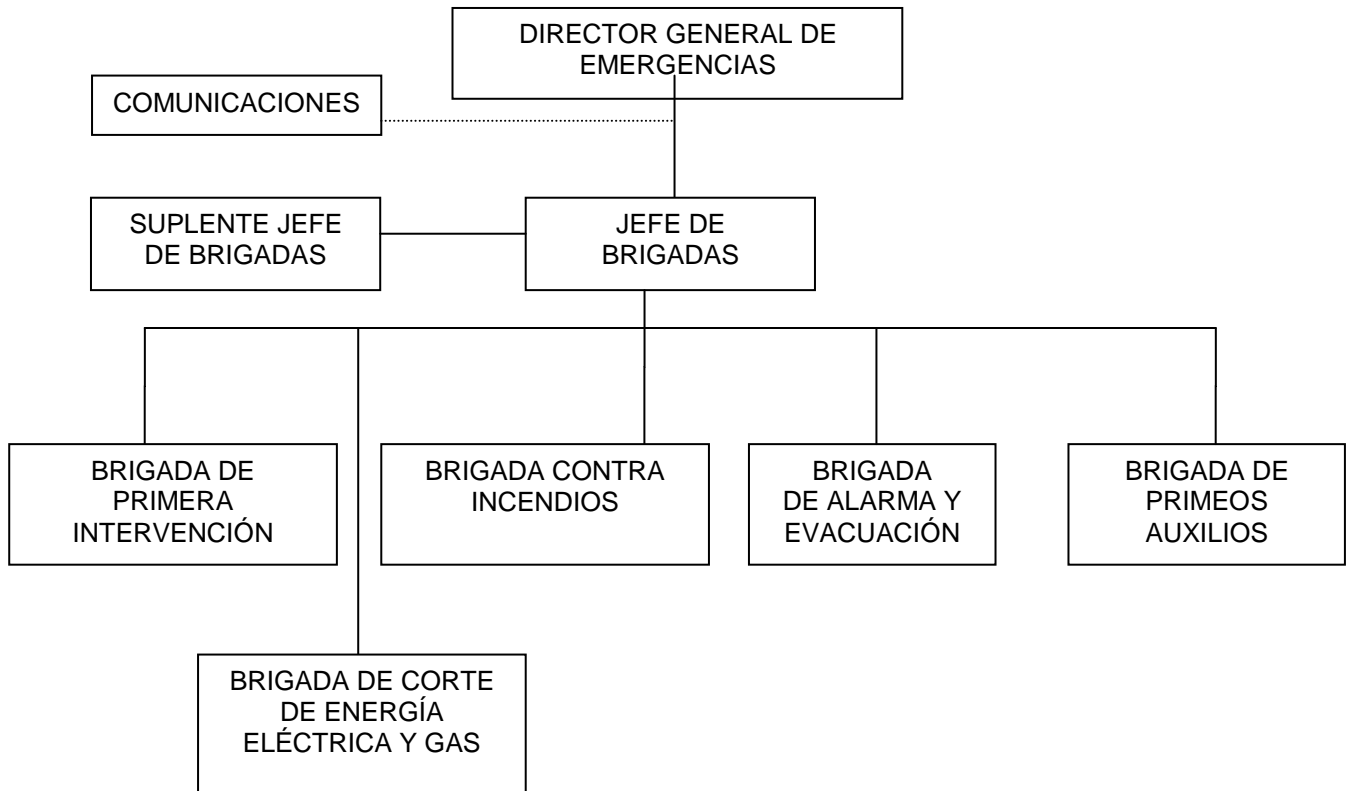 DIRECTOR GENERAL DE
EMERGENCIAS
COMUNICACIONES
SUPLENTE JEFE
DE BRIGADAS
JEFE DE
BRIGADAS
BRIGADA DE
PRIMERA
INTERVENCIÓN
BRIGADA CONTRA
INCENDIOS
BRIGADA
DE ALARMA Y
EVACUACIÓN
BRIGADA DE
PRIMEOS
AUXILIOS
BRIGADA DE CORTE
DE ENERGÍA
ELÉCTRICA Y GAS